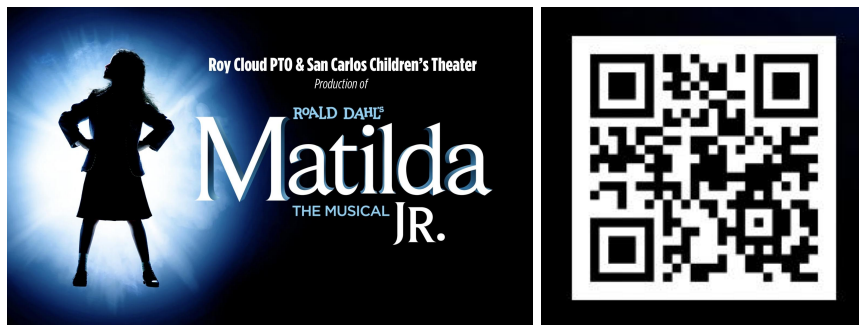 Roy Cloud PTO & San Carlos Children's Theater
Production of
ROALD DAHL'S
Matilda
THE MUSICAL JR.